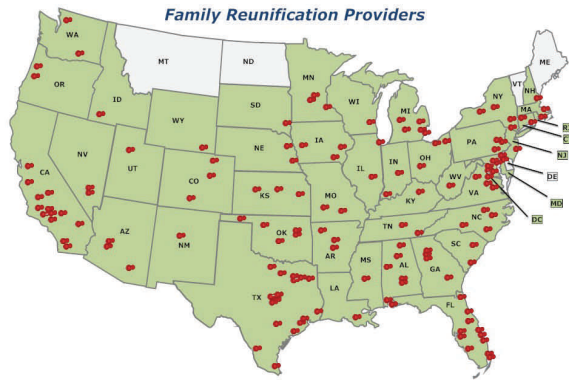 Family Reunification Providers
WA
MT
ND
MN
ME
VT
NH
OR
ID
SD
WI
MI
NY
MA
RI
C
WY
NE
IA
PA
NJ
NV
UT
CO
IL
IN
OH
WV
DE
MD
CA
KS
MO
KY
VA
DC
AZ
NM
OK
AR
TN
NC
SC
TX
LA
MS
AL
GA
FL